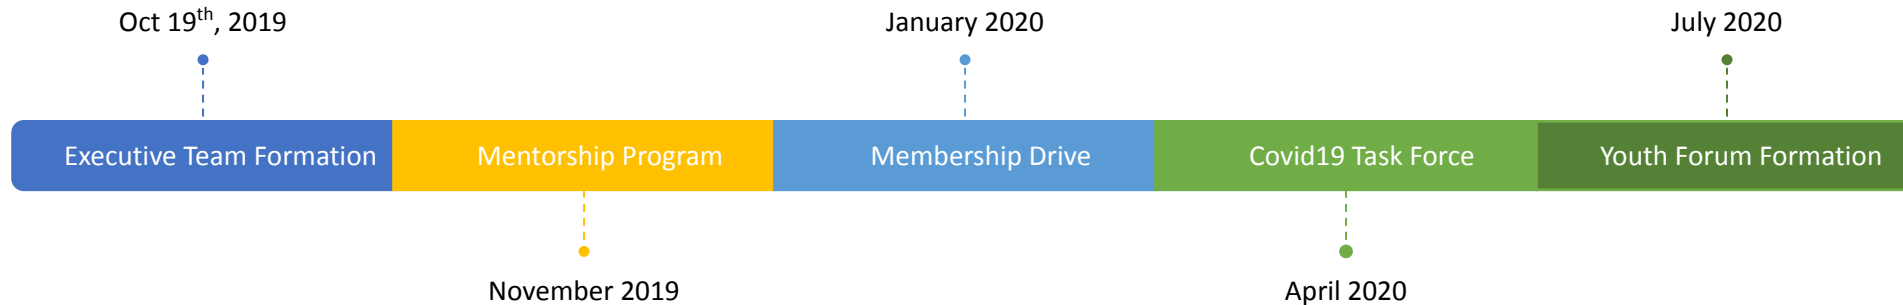 Oct 19th, 2019
January 2020
July 2020
Executive Team Formation
Mentorship Program
Membership Drive
Covid19 Task Force
Youth Forum Formation
November 2019
April 2020